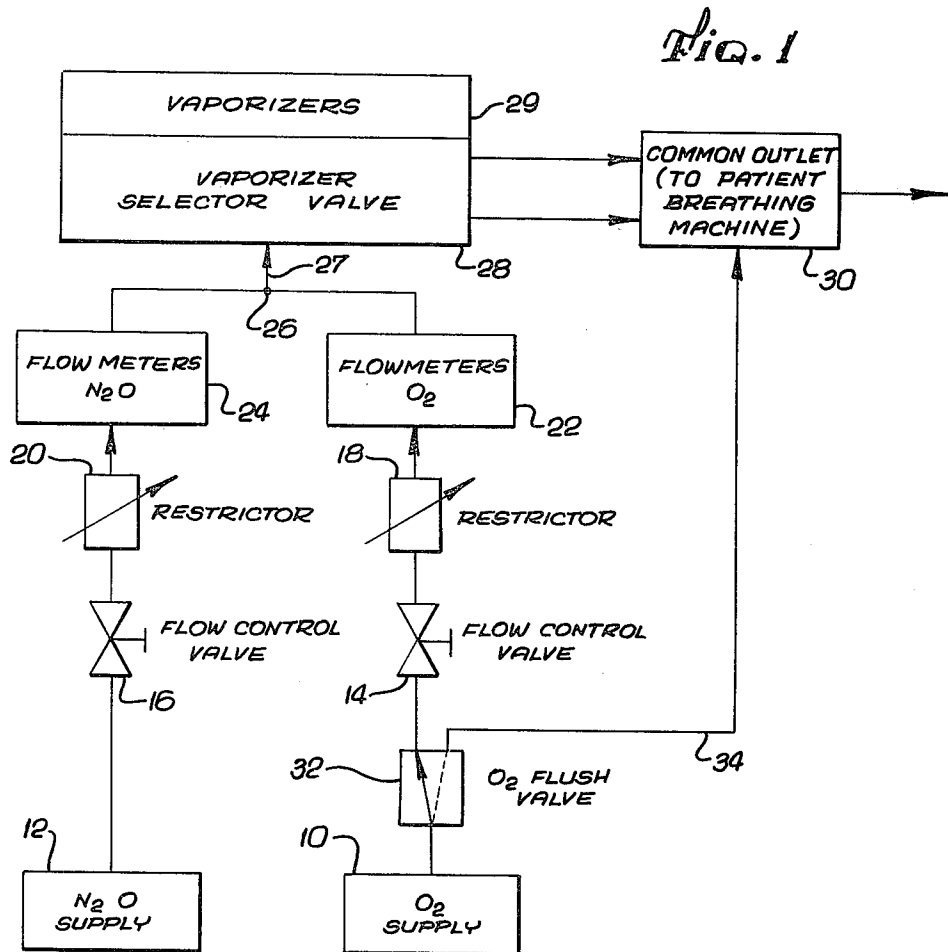 Fig. 1
VAPORIZERS
29
VAPORIZER
SELECTOR VALVE
28
COMMON OUTLET
(TO PATIENT
BREATHING
MACHINE)
30
27
26
FLOW METERS
N2O
24
FLOWMETERS
O2
22
20
RESTRICTOR
18
RESTRICTOR
FLOW CONTROL
VALVE
16
FLOW CONTROL
VALVE
14
34
32
O2 FLUSH
VALVE
12
N2 O
SUPPLY
10
O2
SUPPLY